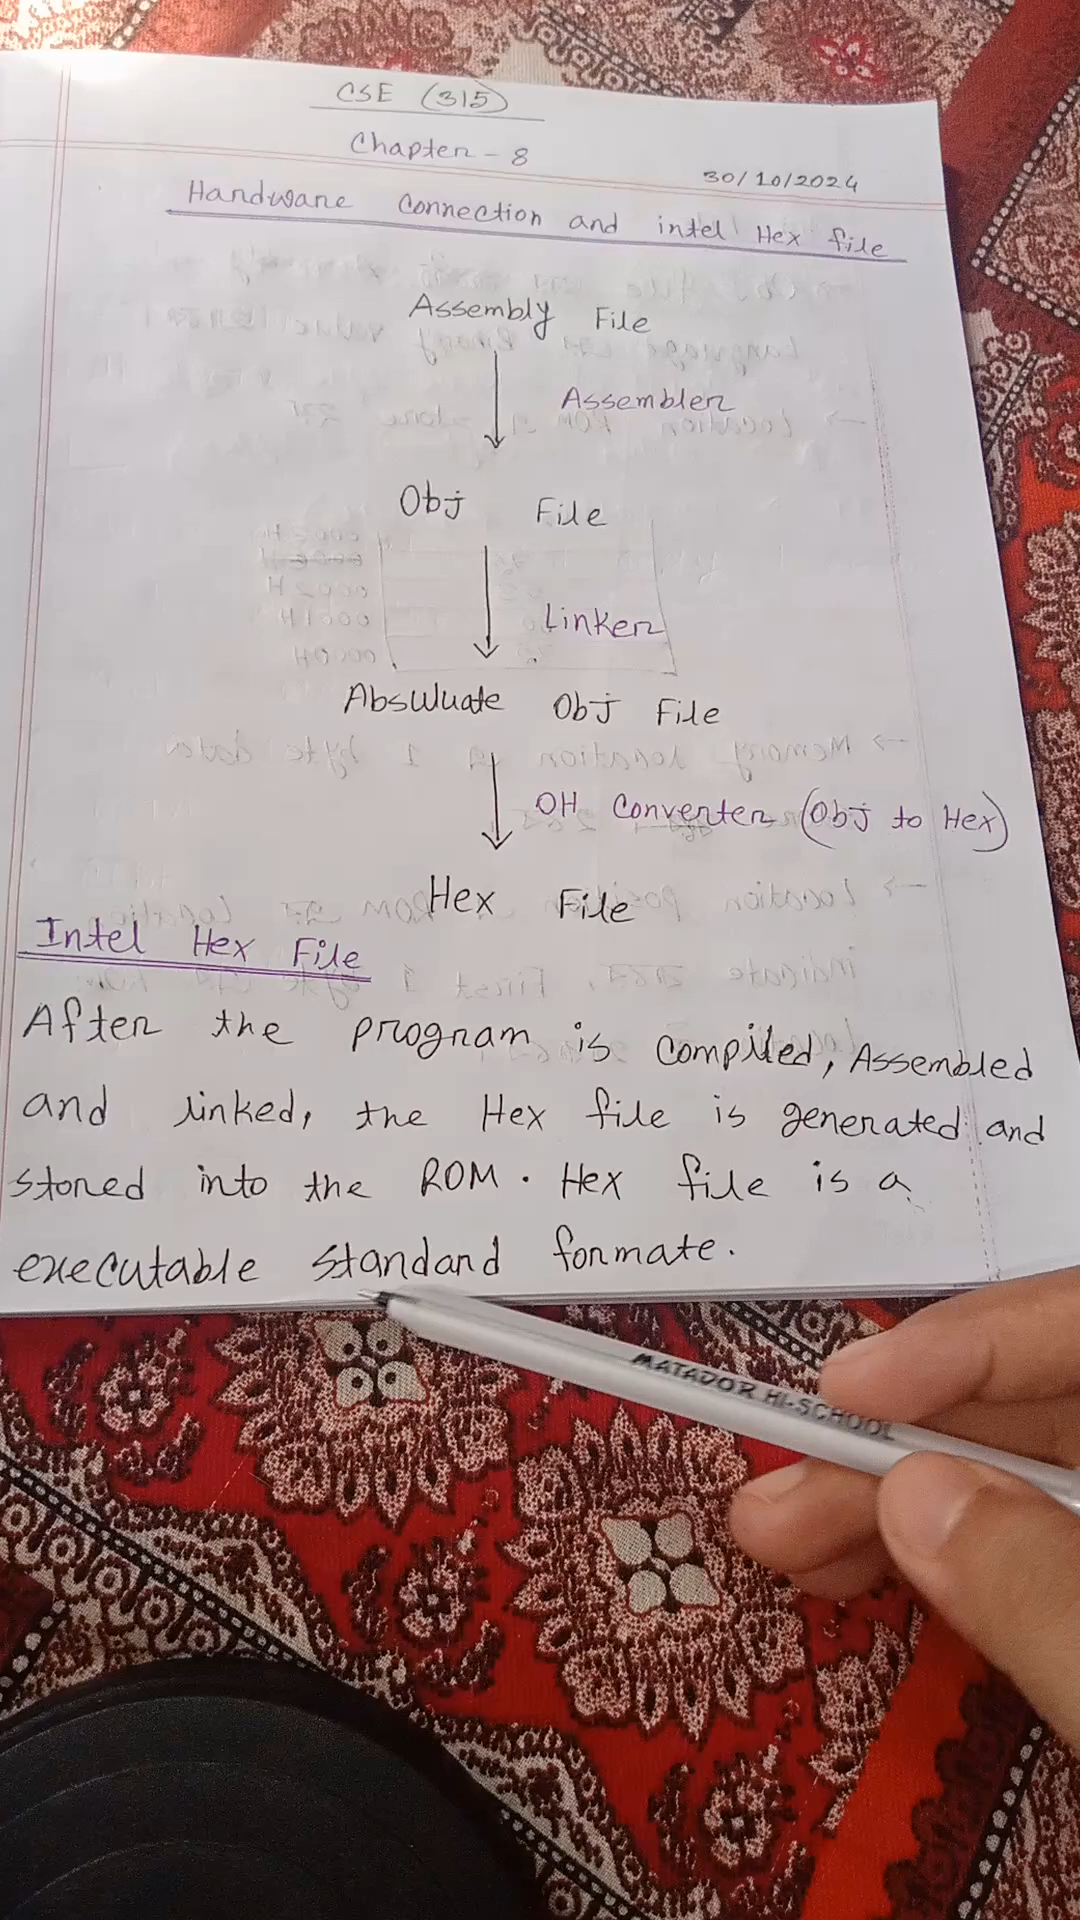 CSE (315)
Chapter - 8
30/10/2024
Hardware Connection and intel Hex file
Assembly File
Assembler
Obj File
Linker
Abswluate Obj File
OH Converter (Obj to Hex)
Hex File
Intel Hex File
After the program is compiled, Assembled
and linked, the Hex file is generated and
stored into the ROM. Hex file is a
executable standard formate.
MATADOR HI-SCHOOL